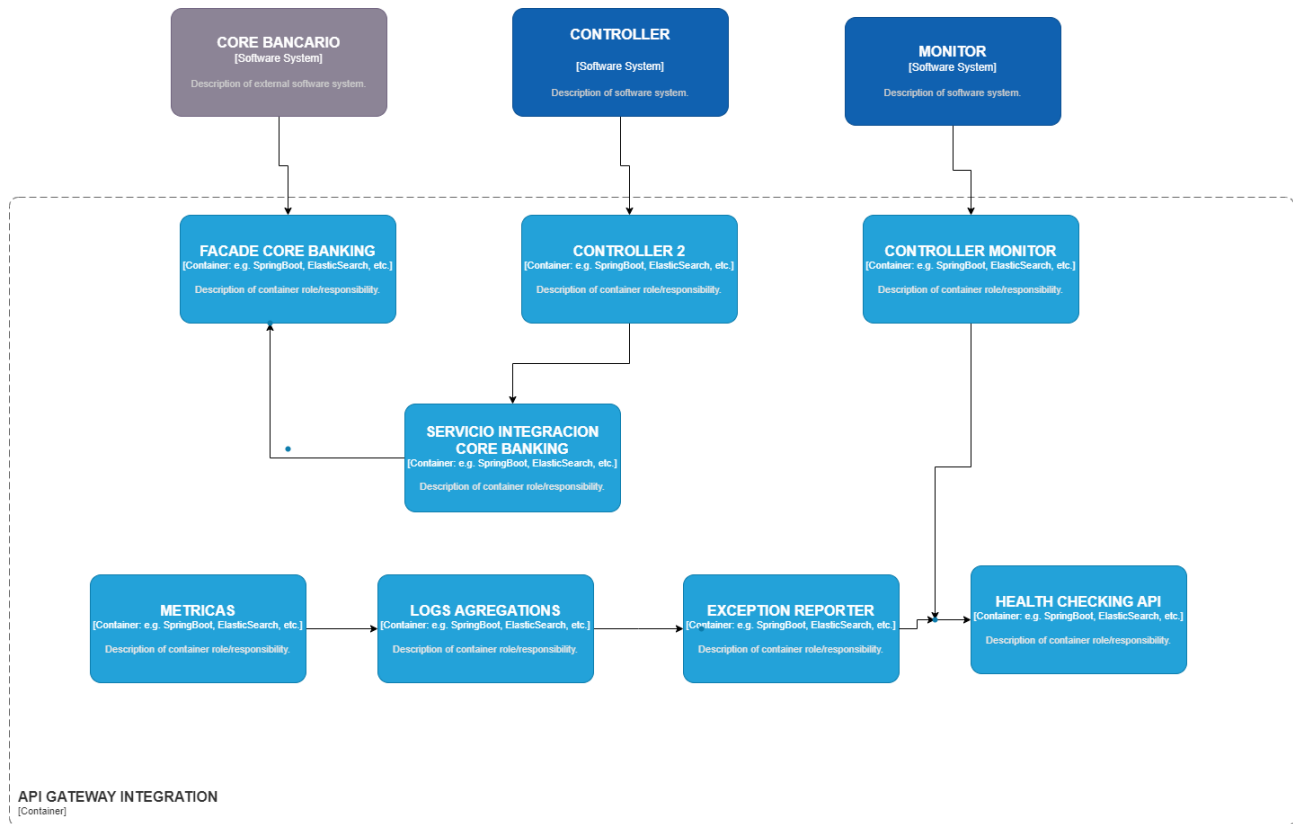 CORE BANCARIO
[Software System]
Description of external software system.
CONTROLLER
[Software System]
Description of software system.
MONITOR
[Software System]
Description of software system.
FACADE CORE BANKING
[Container: e.g. SpringBoot, ElasticSearch, etc.]
Description of container role/responsibility.
CONTROLLER 2
[Container: e.g. SpringBoot, ElasticSearch, etc.]
Description of container role/responsibility.
CONTROLLER MONITOR
[Container: e.g. SpringBoot, ElasticSearch, etc.]
Description of container role/responsibility.
SERVICIO INTEGRACION
CORE BANKING
[Container: e.g. SpringBoot, ElasticSearch, etc.]
Description of container role/responsibility.
METRICAS
[Container: e.g. SpringBoot, ElasticSearch, etc.]
Description of container role/responsibility.
LOGS AGREGATIONS
[Container: e.g. SpringBoot, ElasticSearch, etc.]
Description of container role/responsibility.
EXCEPTION REPORTER
[Container: e.g. SpringBoot, ElasticSearch, etc.]
Description of container role/responsibility.
HEALTH CHECKING API
[Container: e.g. SpringBoot, ElasticSearch, etc.]
Description of container role/responsibility.
API GATEWAY INTEGRATION
[Container]